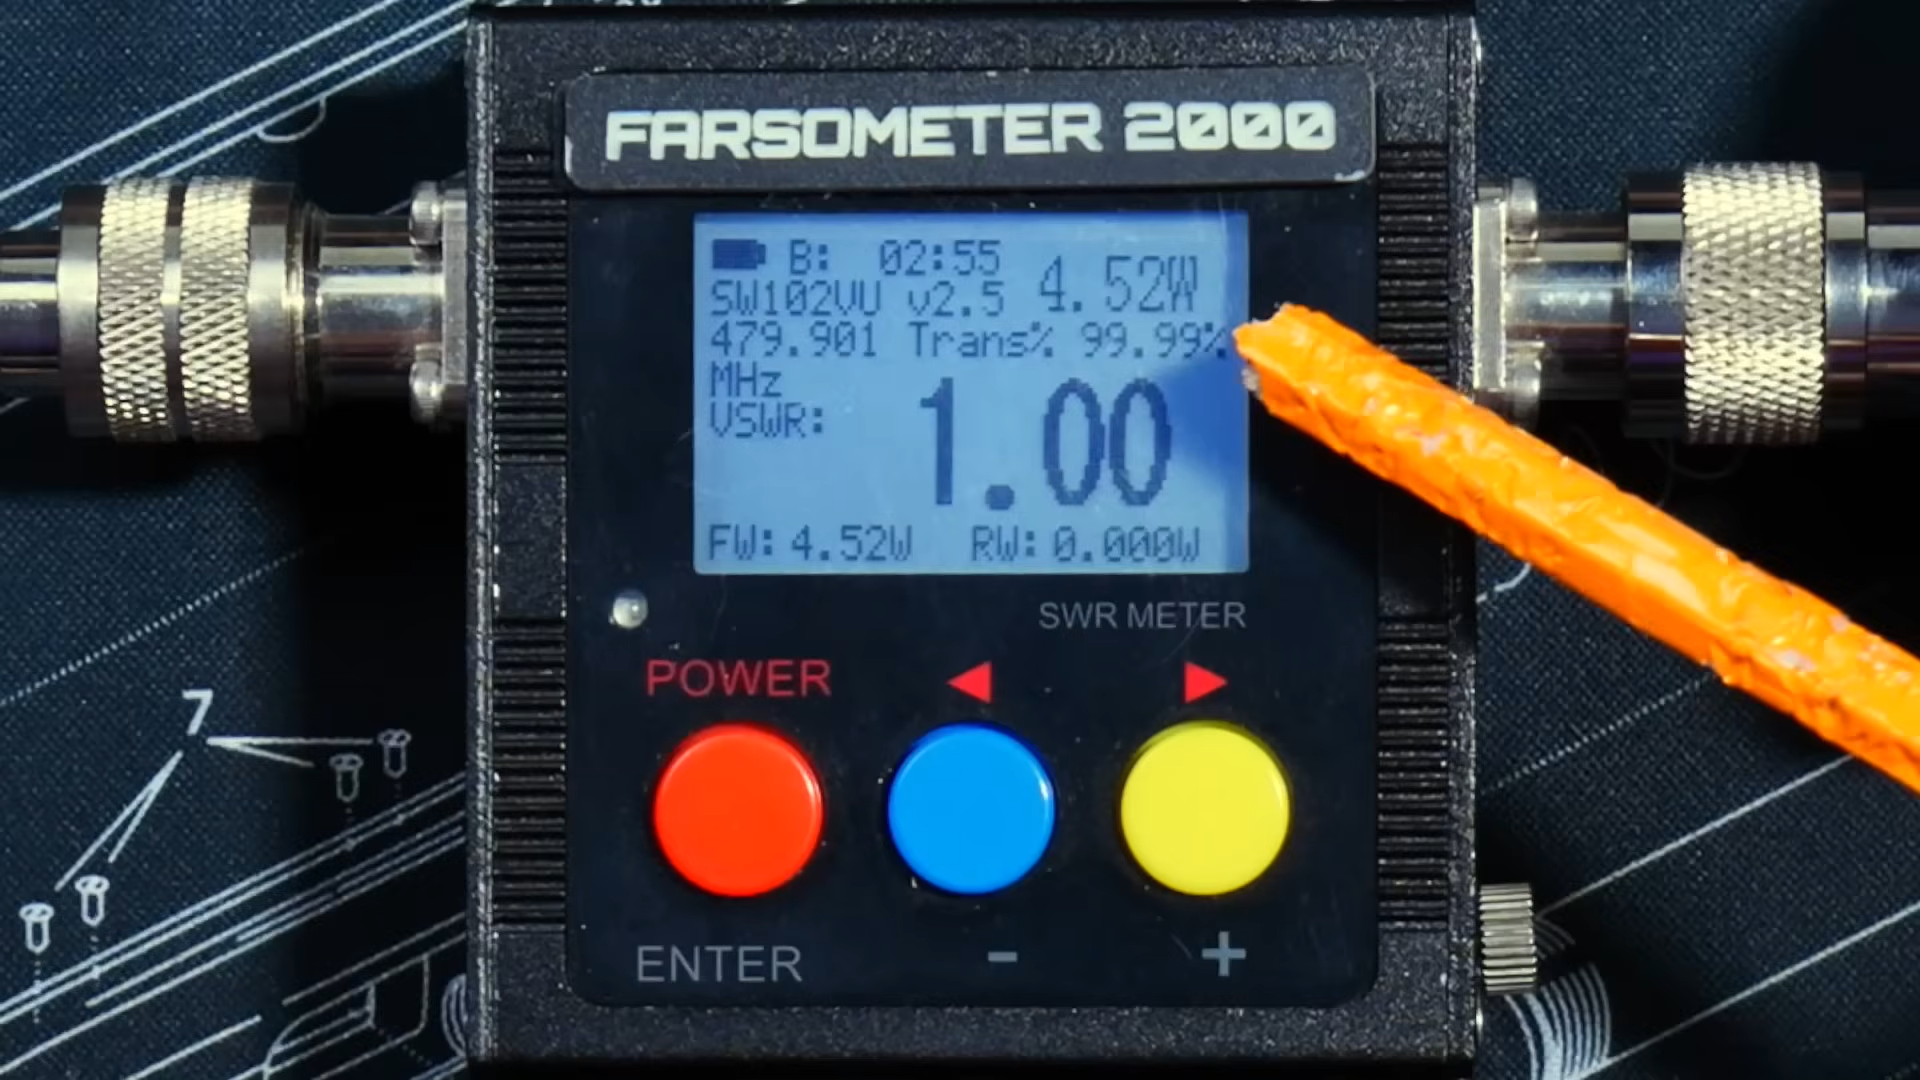 FARSOMETER 2000
B: 02:55
4.52W
SW102VU v2.5
479.901 Trans% 99.99%
MHz
VSWR: 1.00
FW: 4.52W RW: 0.000W
SWR METER
POWER ◀ ▶
ENTER - +
7